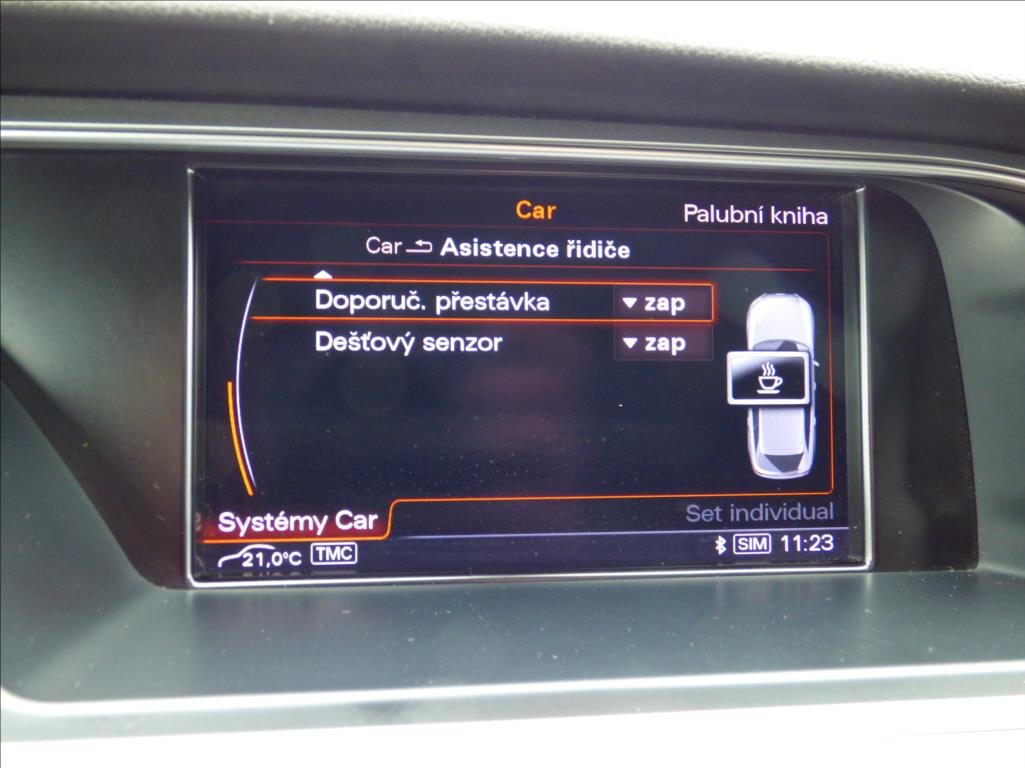 Car
Palubní kniha
Car Asistence řidiče
Doporuč. přestávka zap
Dešťový senzor zap
Systémy Car
Set individual
21,0°C TMC
SIM 11:23